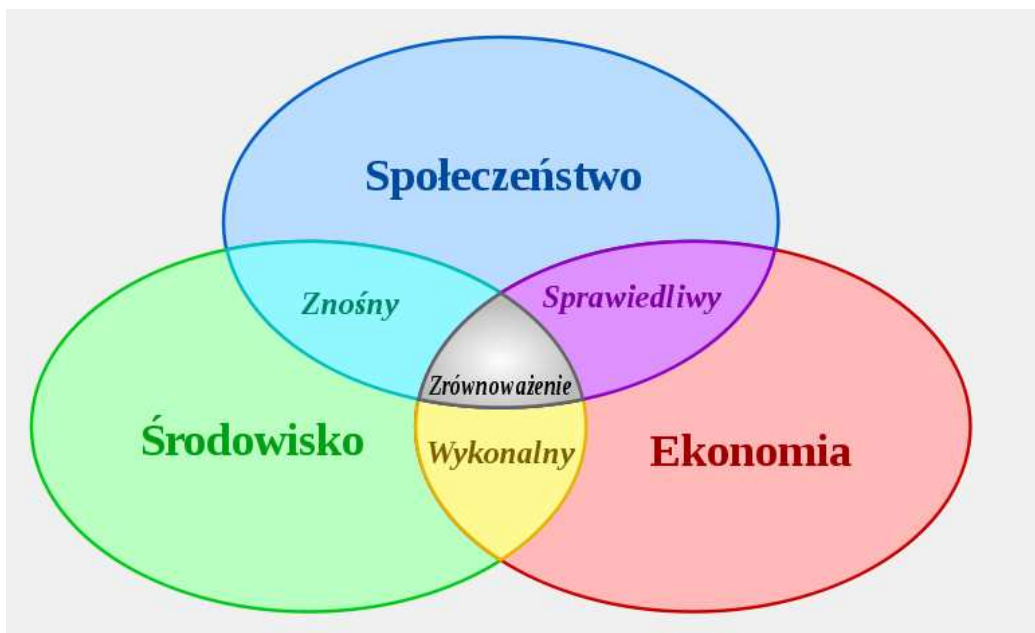 Społeczeństwo
Znośny
Sprawiedliwy
Zrównoważenie
Środowisko
Wykonalny
Ekonomia